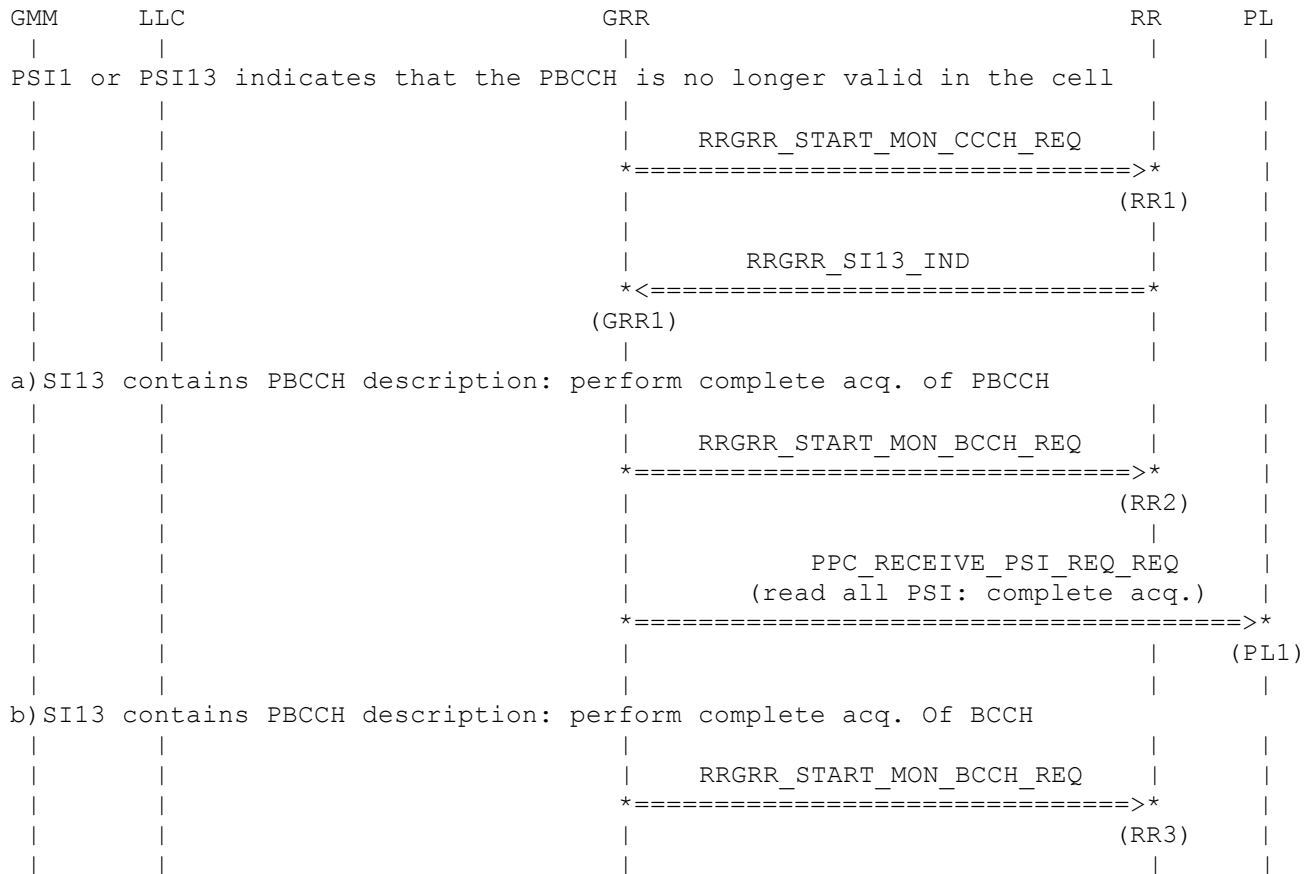 GMM LLC GRR RR PL
PSI1 or PSI13 indicates that the PBCCH is no longer valid in the cell
RRGRR_START_MON_CCCH_REQ
*===============================>*
(RR1)
RRGRR_SI13_IND
*<===============================*
(GRR1)
a)SI13 contains PBCCH description: perform complete acq. of PBCCH
RRGRR_START_MON_BCCH_REQ
*===============================>*
(RR2)
PPC_RECEIVE_PSI_REQ_REQ
(read all PSI: complete acq.)
*======================================>*
(PL1)
b)SI13 contains PBCCH description: perform complete acq. Of BCCH
RRGRR_START_MON_BCCH_REQ
*===============================>*
(RR3)